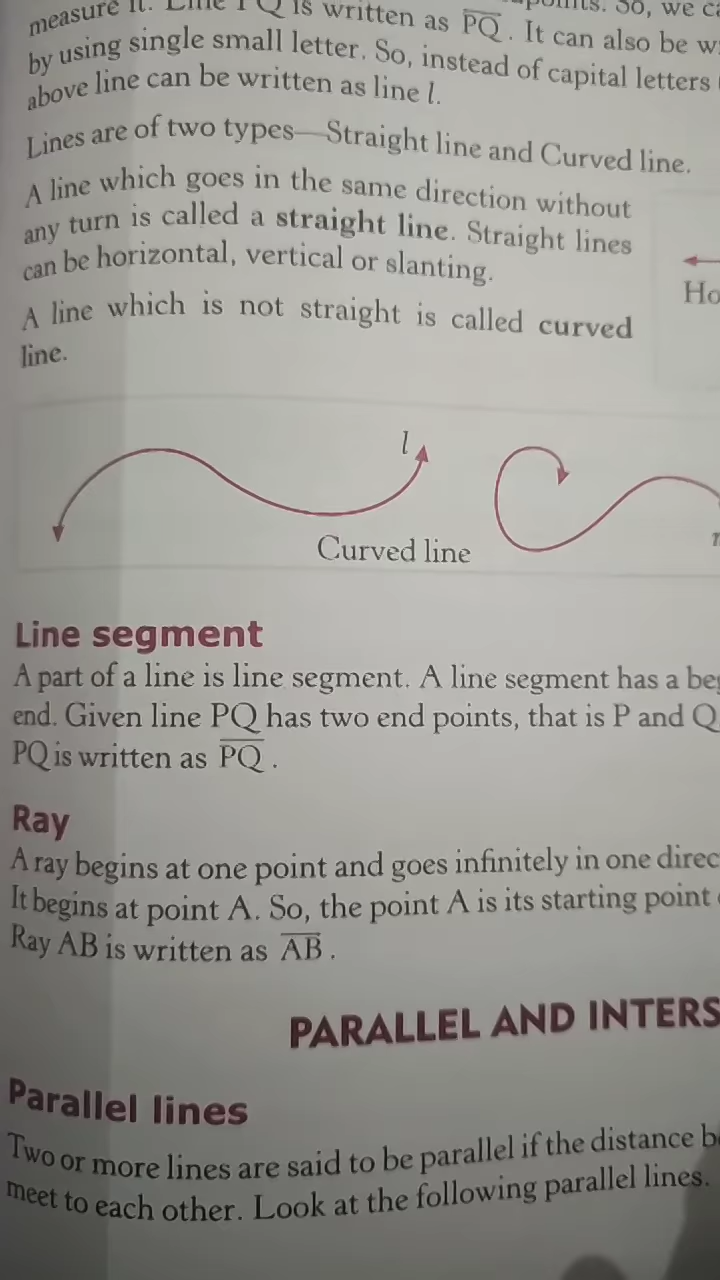 measure it. Line PQ is written as PQ. It can also be
by using single small letter. So, instead of capital letters
above line can be written as line l.
Lines are of two types—Straight line and Curved line.
A line which goes in the same direction without
any turn is called a straight line. Straight lines
can be horizontal, vertical or slanting.
A line which is not straight is called curved
line.
l
Curved line
Line segment
A part of a line is line segment. A line segment has a
end. Given line PQ has two end points, that is P and Q
PQ is written as PQ.
Ray
A ray begins at one point and goes infinitely in one
It begins at point A. So, the point A is its starting point
Ray AB is written as AB.
PARALLEL AND
Parallel lines
Two or more lines are said to be parallel if the distance
meet to each other. Look at the following parallel lines.